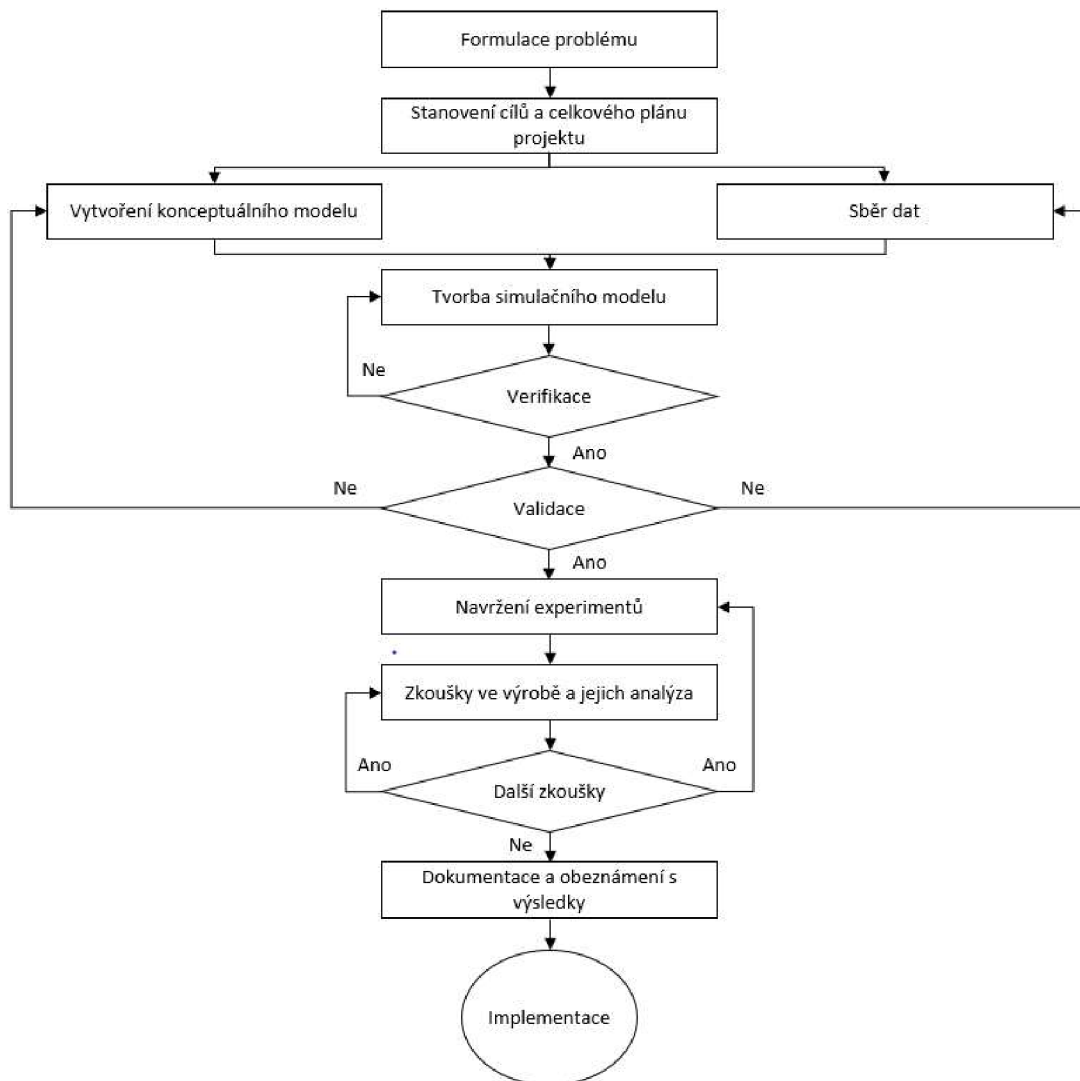 Formulace problému
Stanovení cílů a celkového plánu
projektu
Vytvoření konceptuálního modelu
Sběr dat
Tvorba simulačního modelu
Ne
Verifikace
Ano
Ne
Ne
Validace
Ano
Navržení experimentů
Zkoušky ve výrobě a jejich analýza
Ano
Ano
Další zkoušky
Ne
Dokumentace a obeznámení s
výsledky
Implementace